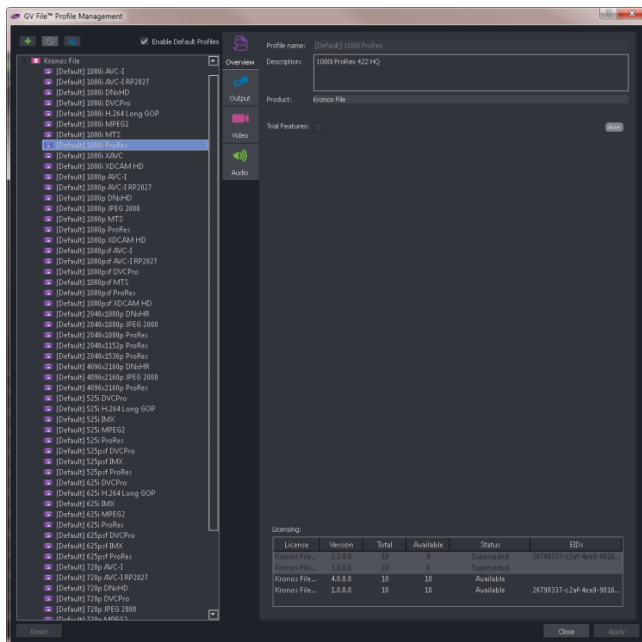 GV File™ Profile Management
Enable Default Profiles
Kronos File
[Default] 1080i AVC-I
[Default] 1080i AVC-I RP2027
[Default] 1080i DNxHD
[Default] 1080i DVCPro
[Default] 1080i H.264 Long GOP
[Default] 1080i MPEG2
[Default] 1080i MTS
[Default] 1080i ProRes
[Default] 1080i XAVC
[Default] 1080i XDCAM HD
[Default] 1080p AVC-I
[Default] 1080p AVC-I RP2027
[Default] 1080p DNxHD
[Default] 1080p JPEG 2000
[Default] 1080p MTS
[Default] 1080p ProRes
[Default] 1080p XDCAM HD
[Default] 1080psf AVC-I
[Default] 1080psf AVC-I RP2027
[Default] 1080psf DVCPro
[Default] 1080psf MTS
[Default] 1080psf ProRes
[Default] 1080psf XDCAM HD
[Default] 2048x1080p DNxHR
[Default] 2048x1080p JPEG 2000
[Default] 2048x1080p ProRes
[Default] 2048x1152p ProRes
[Default] 2048x1536p ProRes
[Default] 4096x2160p DNxHR
[Default] 4096x2160p JPEG 2000
[Default] 4096x2160p ProRes
[Default] 525i DVCPro
[Default] 525i H.264 Long GOP
[Default] 525i IMX
[Default] 525i MPEG2
[Default] 525i ProRes
[Default] 525psf DVCPro
[Default] 525psf IMX
[Default] 525psf ProRes
[Default] 625i DVCPro
[Default] 625i H.264 Long GOP
[Default] 625i IMX
[Default] 625i MPEG2
[Default] 625i ProRes
[Default] 625psf DVCPro
[Default] 625psf IMX
[Default] 625psf ProRes
[Default] 720p AVC-I
[Default] 720p AVC-I RP2027
[Default] 720p DNxHD
[Default] 720p DVCPro
[Default] 720p JPEG 2000
[Default] 720p MPEG2
Overview
Output
Video
Audio
Profile name: [Default] 1080i ProRes
Description: 1080i ProRes 422 HQ
Product: Kronos File
Trial Features:
Reset
Licensing:
License Version Total Available Status EIDs
Kronos File... 2.2.0.0 10 0 Superseded 26790337-c2af-4ea9-9816...
Kronos File... 3.0.0.0 20 0 Superseded
Kronos File... 4.0.0.0 10 10 Available
Kronos File... 1.0.0.0 10 10 Available 26790337-c2af-4ea9-9816...
Reset Close Apply